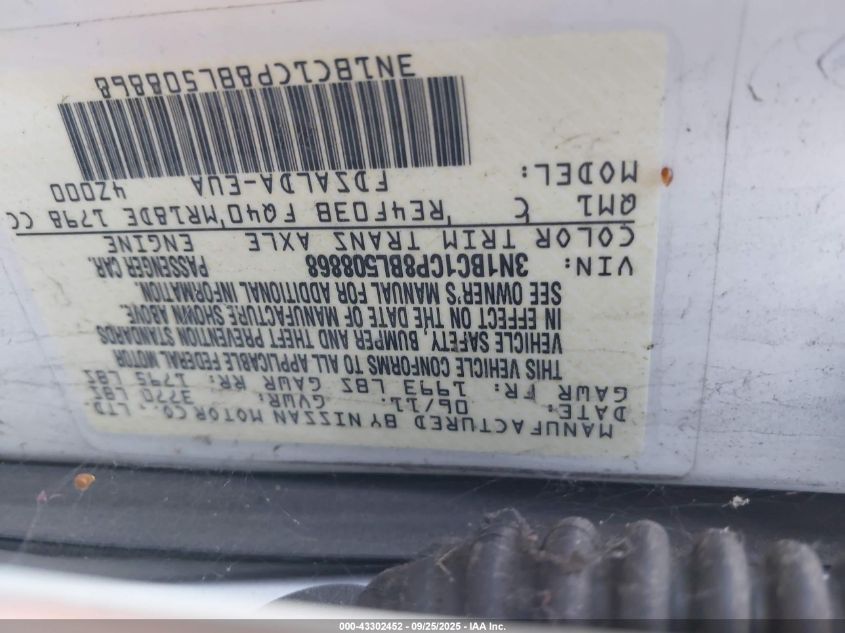 MANUFACTURED BY NISSAN MOTOR CO., LTD.
DATE: 06/11 GVWR: 3770 LBS
GAWR FR: 1993 LBS GAWR RR: 1795 LBS
THIS VEHICLE CONFORMS TO ALL APPLICABLE FEDERAL MOTOR
VEHICLE SAFETY, BUMPER AND THEFT PREVENTION STANDARDS
IN EFFECT ON THE DATE OF MANUFACTURE SHOWN ABOVE.
SEE OWNER'S MANUAL FOR ADDITIONAL INFORMATION
VIN: 3N1BC1CP8BL508868 PASSENGER CAR.
COLOR TRIM TRANS AXLE ENGINE
QM1 C RE4F03B FQ40 MR18DE 1798 CC
MODEL: FDSALDA-EUA 4Z000
3N1BC1CP8BL508868
000-43302452 - 09/25/2025 - IAA Inc.